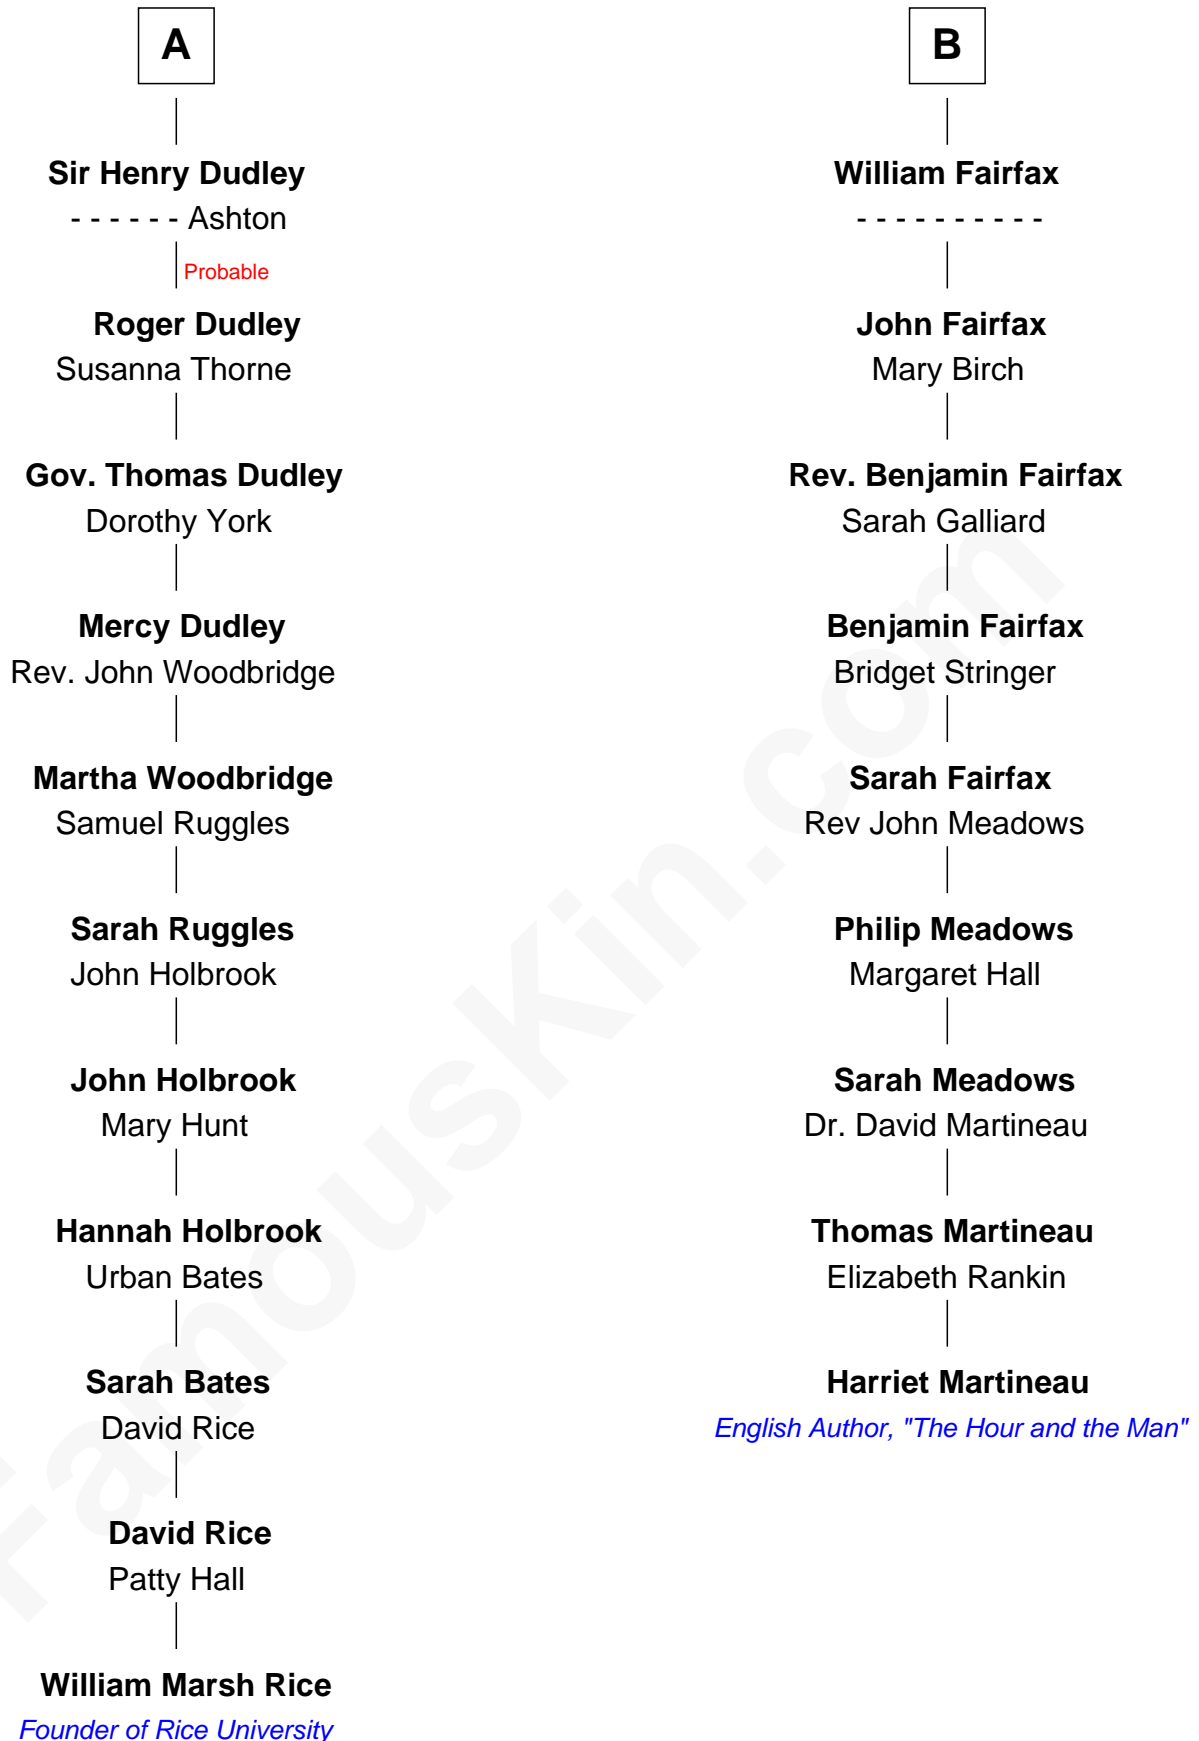 A
Sir Henry Dudley
- - - - - - Ashton
Probable
Roger Dudley
Susanna Thorne
Gov. Thomas Dudley
Dorothy York
Mercy Dudley
Rev. John Woodbridge
Martha Woodbridge
Samuel Ruggles
Sarah Ruggles
John Holbrook
John Holbrook
Mary Hunt
Hannah Holbrook
Urban Bates
Sarah Bates
David Rice
David Rice
Patty Hall
William Marsh Rice
Founder of Rice University
B
William Fairfax
- - - - - - - - - -
John Fairfax
Mary Birch
Rev. Benjamin Fairfax
Sarah Galliard
Benjamin Fairfax
Bridget Stringer
Sarah Fairfax
Rev John Meadows
Philip Meadows
Margaret Hall
Sarah Meadows
Dr. David Martineau
Thomas Martineau
Elizabeth Rankin
Harriet Martineau
English Author, "The Hour and the Man"
FamousKin.com